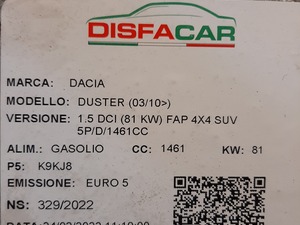 DISFACAR
MARCA: DACIA
MODELLO: DUSTER (03/10>)
VERSIONE: 1.5 DCI (81 KW) FAP 4X4 SUV
5P/D/1461CC
ALIM.: GASOLIO CC: 1461 KW: 81
P5: K9KJ8
EMISSIONE: EURO 5
NS: 329/2022